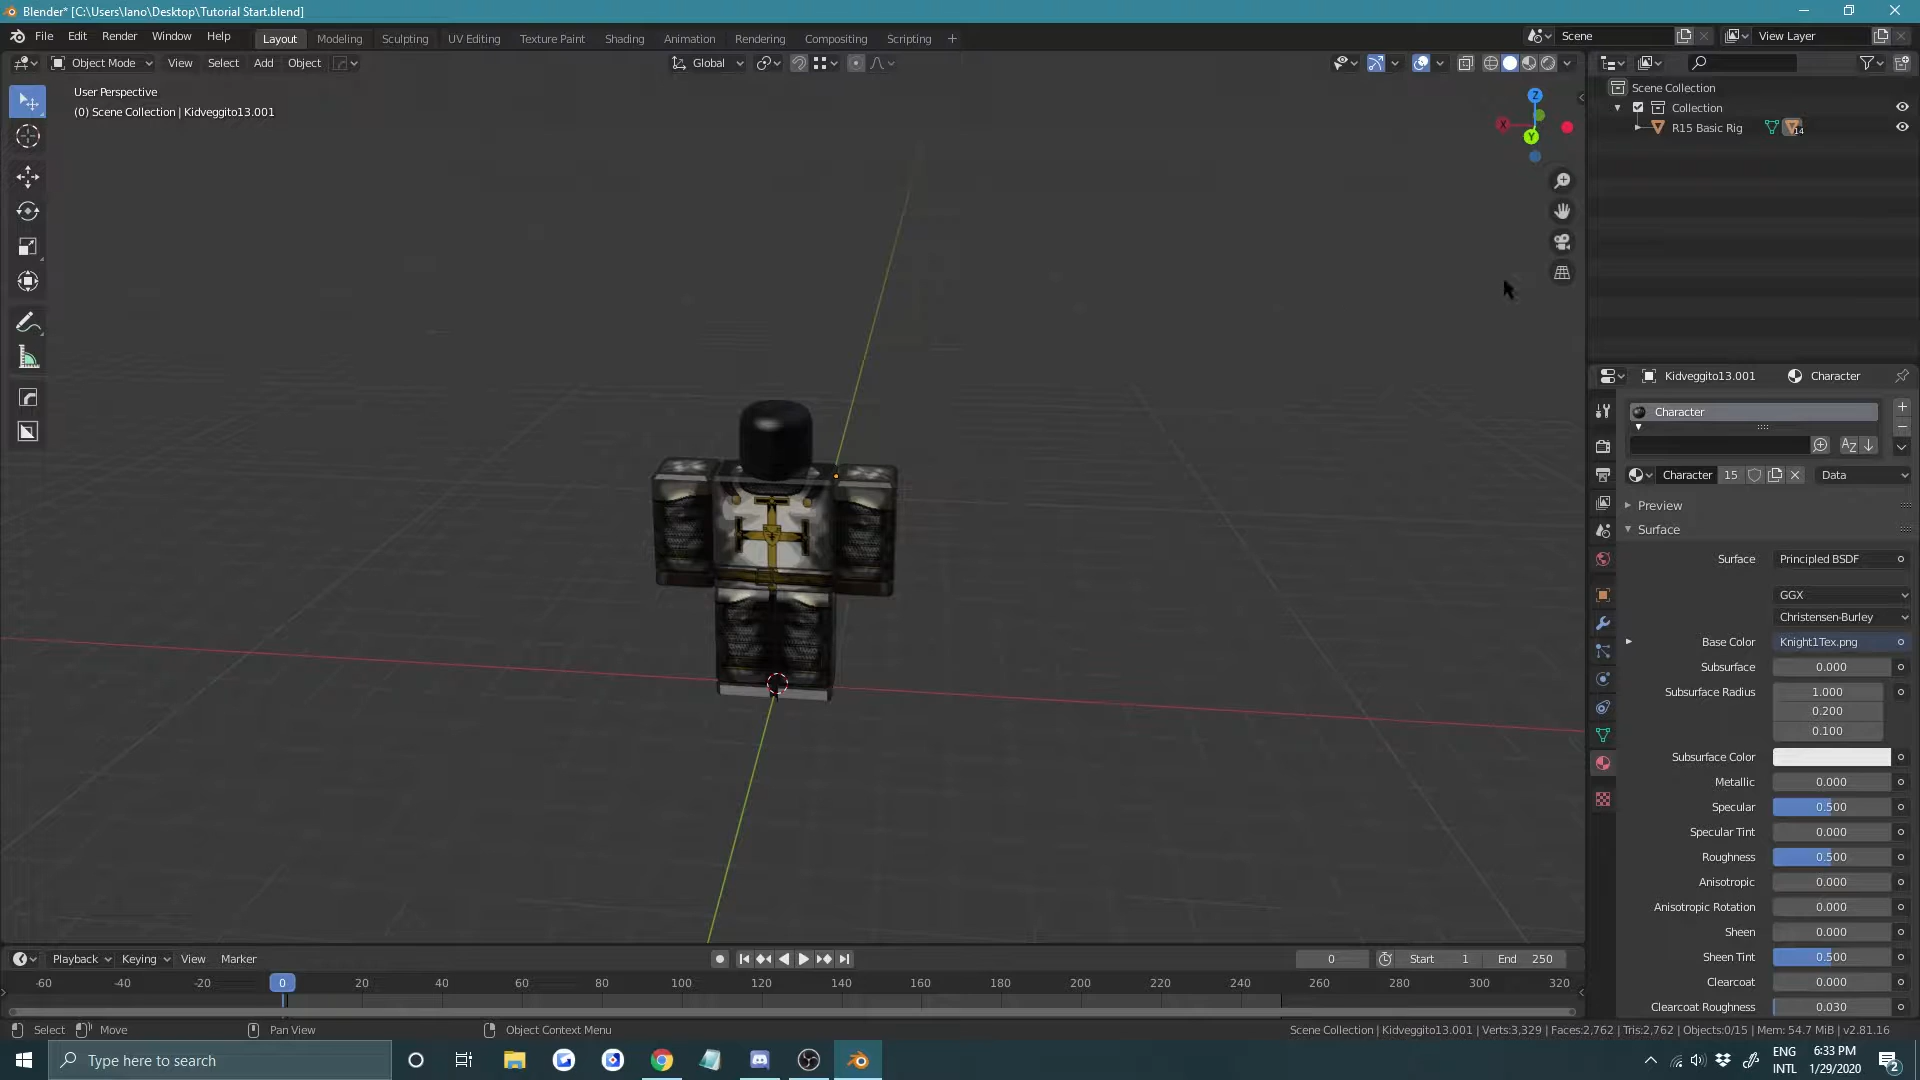 Blender* [C:\Users\lano\Desktop\Tutorial Start.blend]
File Edit Render Window Help Layout Modeling Sculpting UV Editing Texture Paint Shading Animation Rendering Compositing Scripting + Scene View Layer
Object Mode View Select Add Object Global
User Perspective
(0) Scene Collection | Kidveggito13.001
Z
X
Y
Scene Collection
Collection
R15 Basic Rig 14
Kidveggito13.001 Character
Character
Character 15 Data
Preview
Surface
Surface Principled BSDF
GGX
Christensen-Burley
Base Color Knight1Tex.png
Subsurface 0.000
Subsurface Radius 1.000
0.200
0.100
Subsurface Color
Metallic 0.000
Specular 0.500
Specular Tint 0.000
Roughness 0.500
Anisotropic 0.000
Anisotropic Rotation 0.000
Sheen 0.000
Sheen Tint 0.500
Clearcoat 0.000
Clearcoat Roughness 0.030
Playback Keying View Marker 0 Start 1 End 250
-60 -40 -20 0 20 40 60 80 100 120 140 160 180 200 220 240 260 280 300 320
Select Move Pan View Object Context Menu Scene Collection | Kidveggito13.001 | Verts:3,329 | Faces:2,762 | Tris:2,762 | Objects:0/15 | Mem: 54.7 MiB | v2.81.16
Type here to search
ENG
INTL
6:33 PM
1/29/2020
2